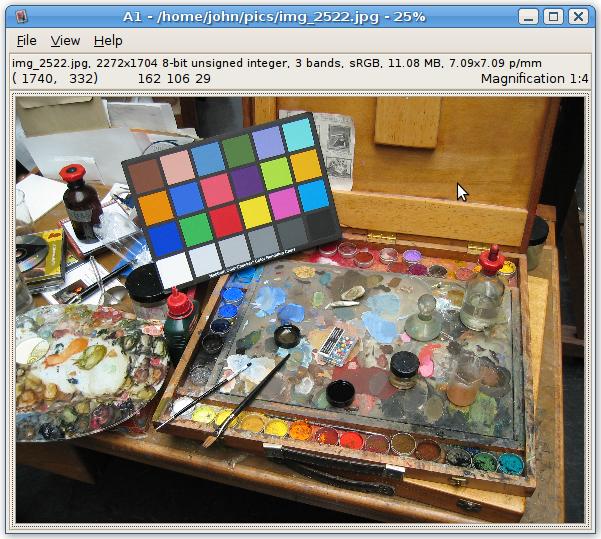 A1 - /home/john/pics/img_2522.jpg - 25%
File View Help
img_2522.jpg, 2272x1704 8-bit unsigned integer, 3 bands, sRGB, 11.08 MB, 7.09x7.09 p/mm
( 1740, 332) 162 106 29 Magnification 1:4